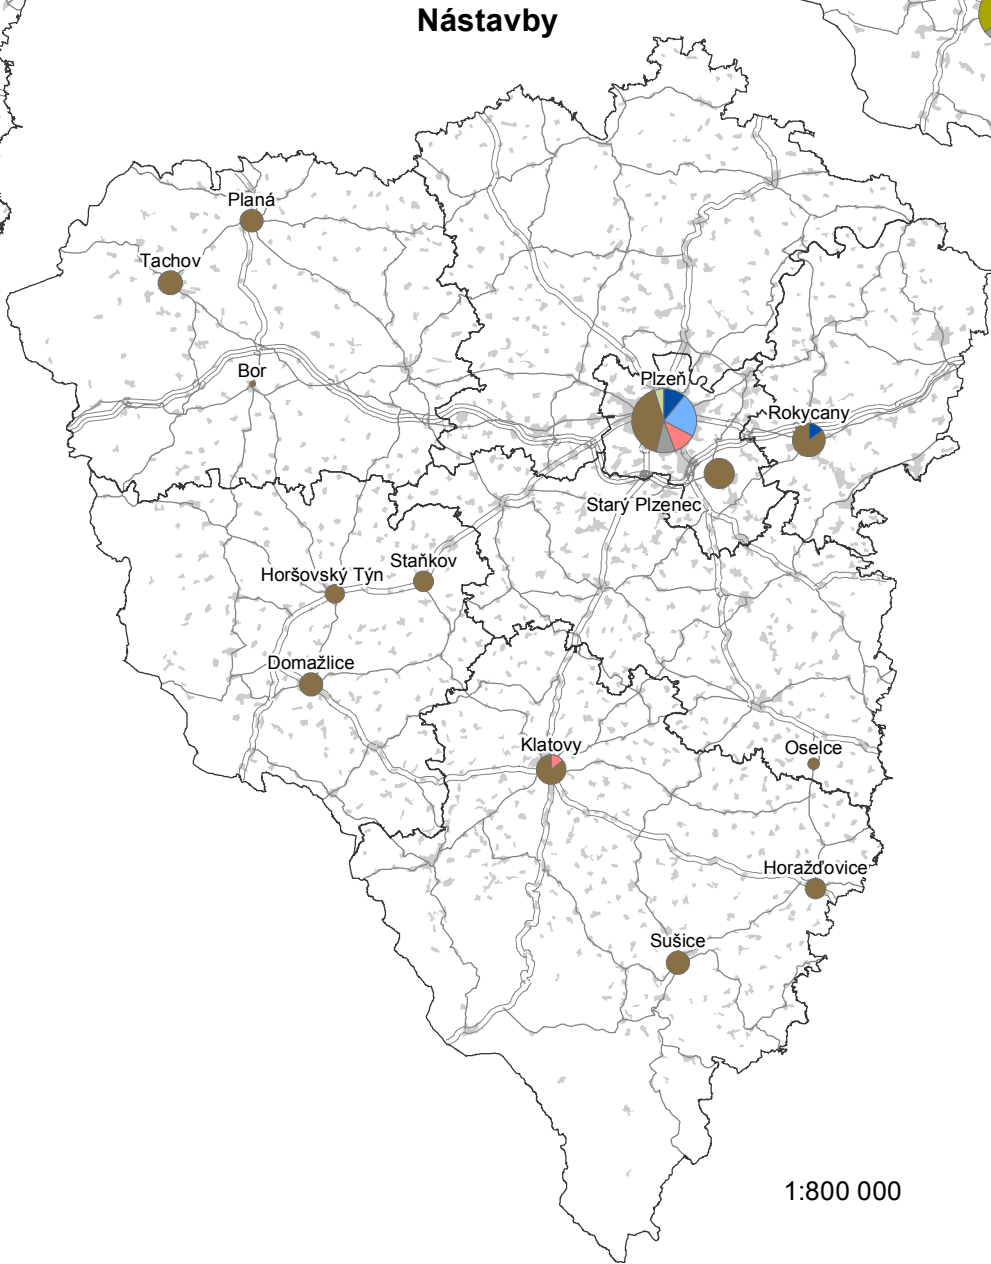 Nástavby
Planá
Tachov
Bor
Plzeň
Rokycany
Starý Plzenec
Staňkov
Horšovský Týn
Domažlice
Klatovy
Oselce
Horažďovice
Sušice
1:800 000